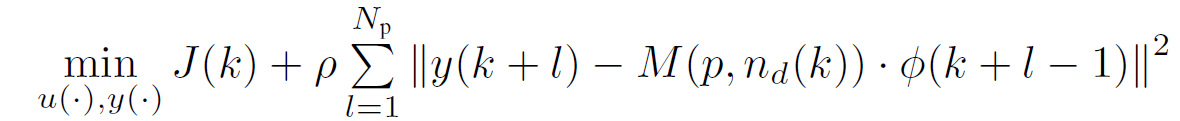 min_{u(·),y(·)} J(k) + ρ ∑_{l=1}^{N_p} ‖y(k + l) − M(p, n_d(k)) · ϕ(k + l − 1)‖²